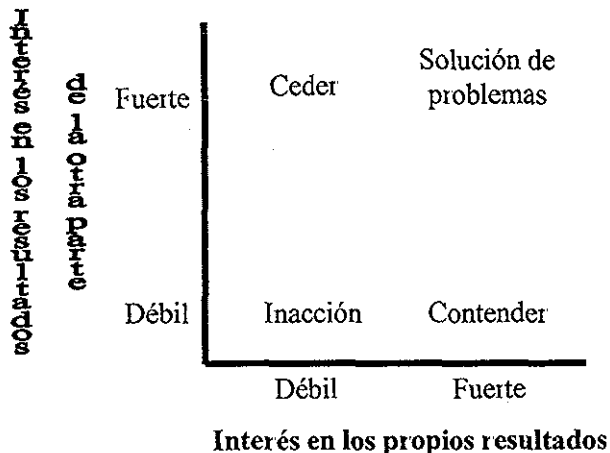 Interés en los resultados
de la otra parte
Fuerte
Ceder
Solución de
problemas
Débil
Inacción
Contender
Débil
Fuerte
Interés en los propios resultados